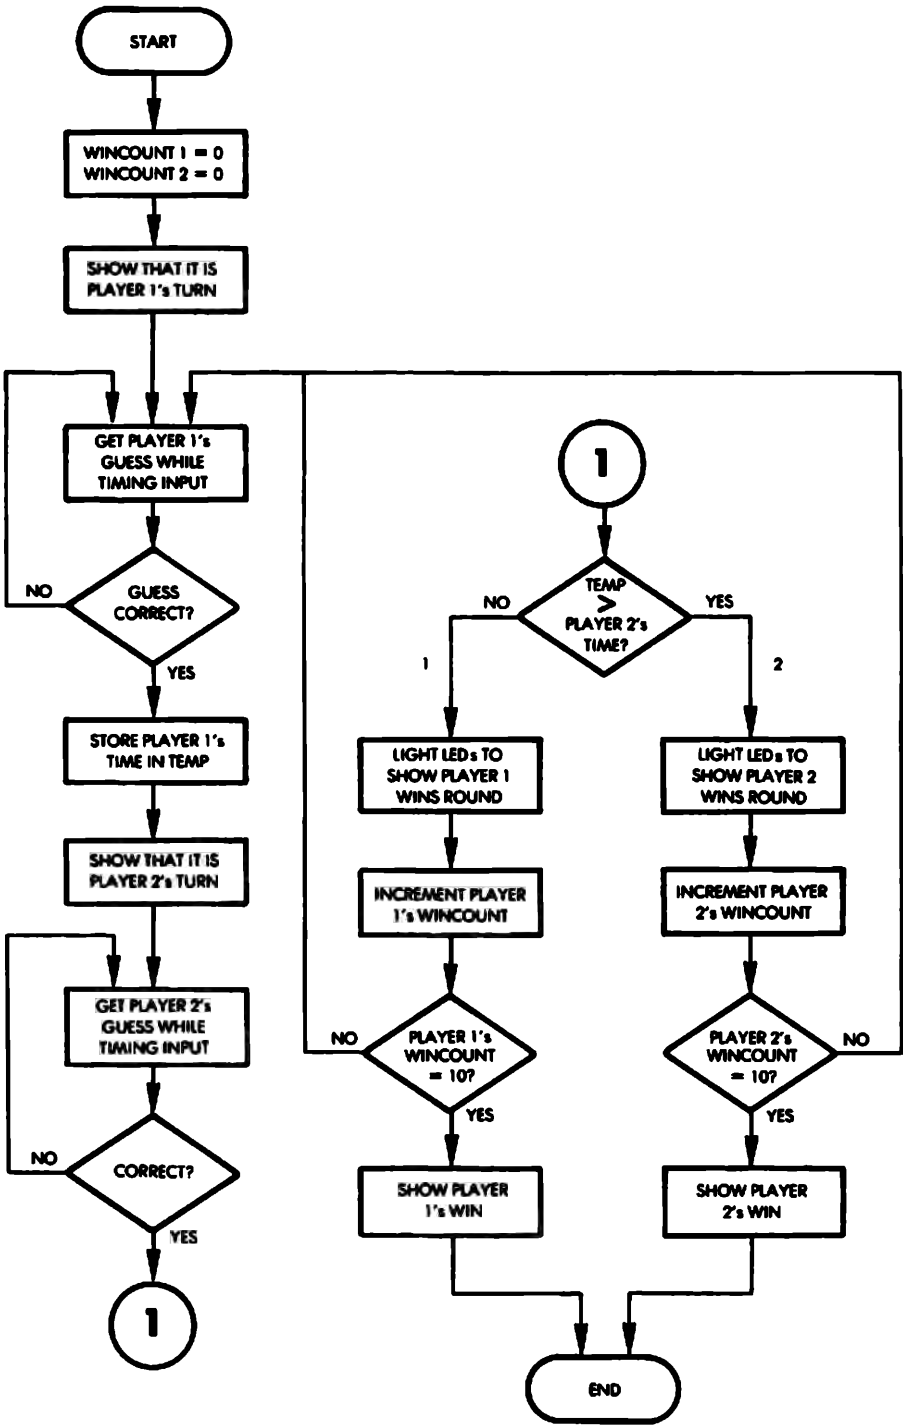 START
WINCOUNT 1 = 0
WINCOUNT 2 = 0
SHOW THAT IT IS
PLAYER 1's TURN
GET PLAYER 1's
GUESS WHILE
TIMING INPUT
NO
GUESS
CORRECT?
YES
STORE PLAYER 1's
TIME IN TEMP
SHOW THAT IT IS
PLAYER 2's TURN
GET PLAYER 2's
GUESS WHILE
TIMING INPUT
NO
CORRECT?
YES
1
1
TEMP
>
PLAYER 2's
TIME?
NO
YES
1
2
LIGHT LEDs TO
SHOW PLAYER 1
WINS ROUND
INCREMENT PLAYER
1's WINCOUNT
NO
PLAYER 1's
WINCOUNT
= 10?
YES
SHOW PLAYER
1's WIN
LIGHT LEDs TO
SHOW PLAYER 2
WINS ROUND
INCREMENT PLAYER
2's WINCOUNT
PLAYER 2's
WINCOUNT
= 10?
NO
YES
SHOW PLAYER
2's WIN
END